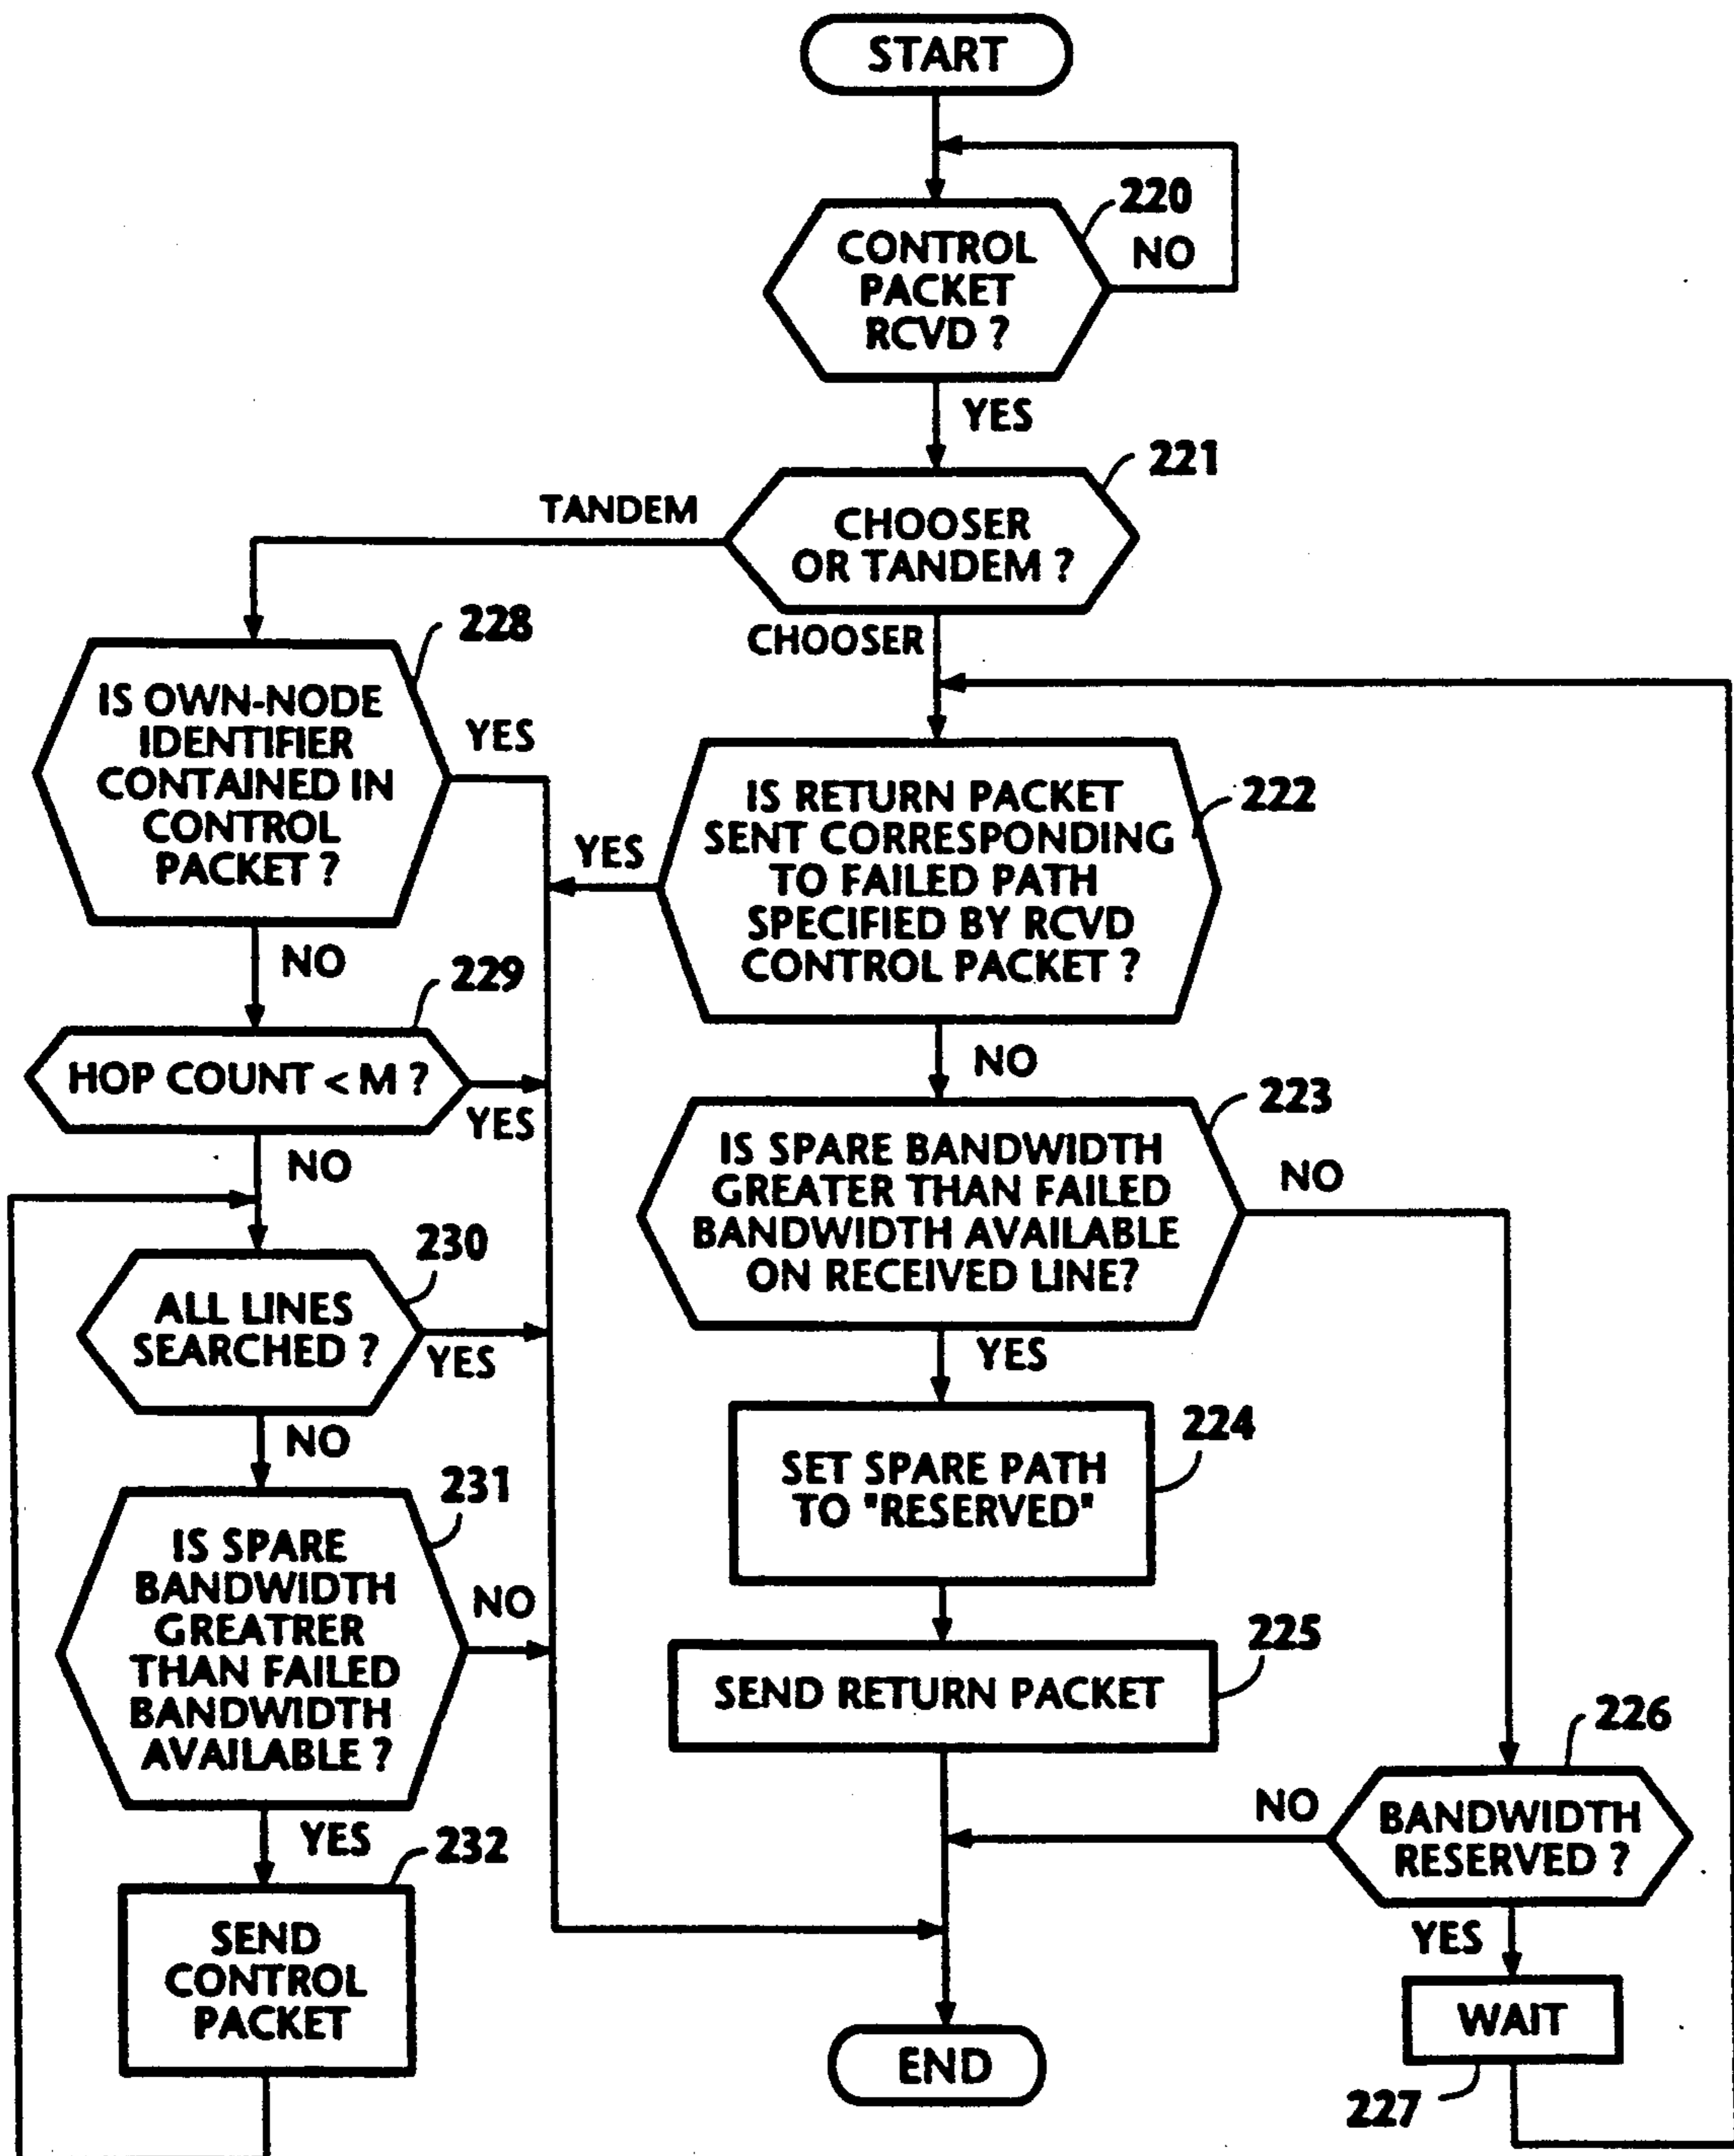 START
220
CONTROL
PACKET
RCVD ?
NO
YES
221
CHOOSER
OR TANDEM ?
TANDEM
CHOOSER
228
IS OWN-NODE
IDENTIFIER
CONTAINED IN
CONTROL
PACKET ?
YES
NO
222
IS RETURN PACKET
SENT CORRESPONDING
TO FAILED PATH
SPECIFIED BY RCVD
CONTROL PACKET ?
YES
NO
229
HOP COUNT < M ?
YES
NO
223
IS SPARE BANDWIDTH
GREATER THAN FAILED
BANDWIDTH AVAILABLE
ON RECEIVED LINE?
NO
YES
230
ALL LINES
SEARCHED ?
YES
NO
224
SET SPARE PATH
TO "RESERVED"
231
IS SPARE
BANDWIDTH
GREATRER
THAN FAILED
BANDWIDTH
AVAILABLE ?
NO
YES
225
SEND RETURN PACKET
226
BANDWIDTH
RESERVED ?
NO
YES
232
SEND
CONTROL
PACKET
WAIT
227
END